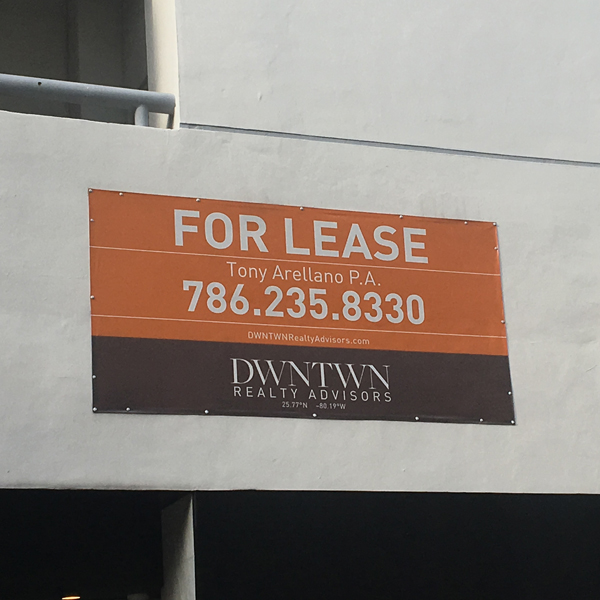 FOR LEASE
Tony Arellano P.A.
786.235.8330
DWNTWNRealtyAdvisors.com
DWNTWN
REALTY ADVISORS
25.77°N -80.19°W